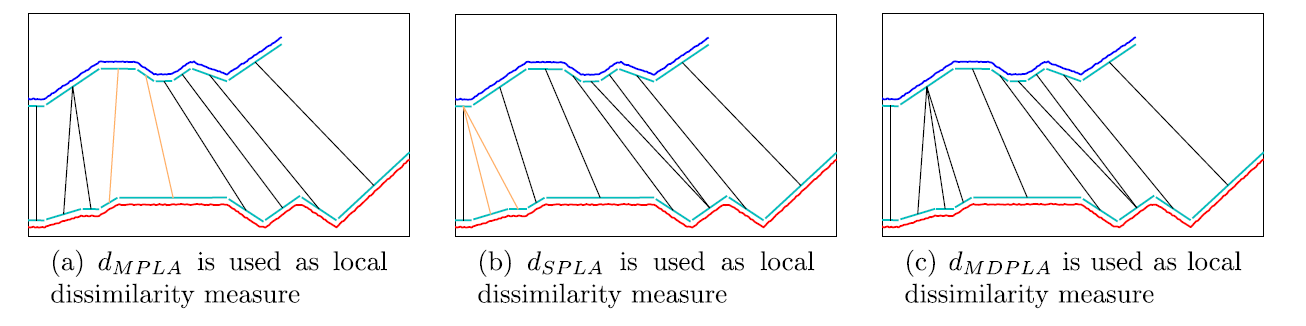 (a) d_{MPLA} is used as local
dissimilarity measure
(b) d_{SPLA} is used as local
dissimilarity measure
(c) d_{MDPLA} is used as local
dissimilarity measure